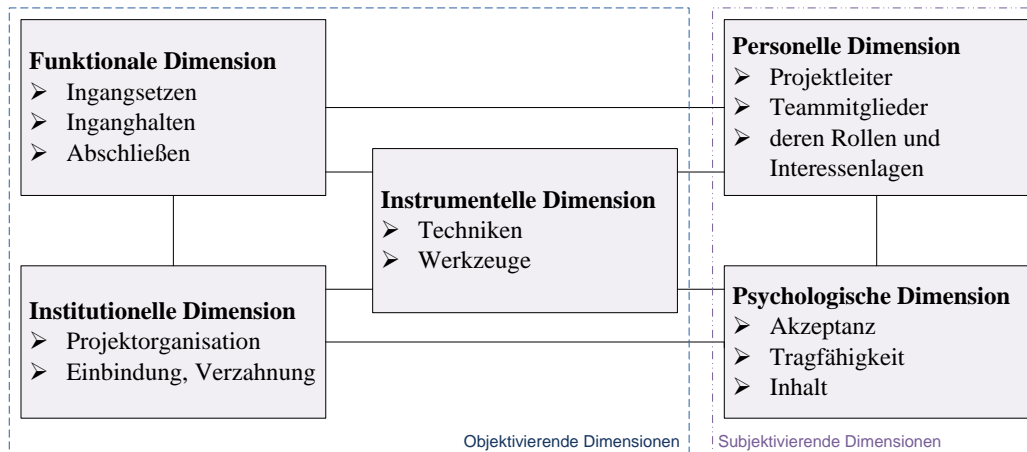 Funktionale Dimension
➢ Ingangsetzen
➢ Inganghalten
➢ Abschließen
Personelle Dimension
➢ Projektleiter
➢ Teammitglieder
➢ deren Rollen und
Interessenlagen
Instrumentelle Dimension
➢ Techniken
➢ Werkzeuge
Institutionelle Dimension
➢ Projektorganisation
➢ Einbindung, Verzahnung
Psychologische Dimension
➢ Akzeptanz
➢ Tragfähigkeit
➢ Inhalt
Objektivierende Dimensionen
Subjektivierende Dimensionen